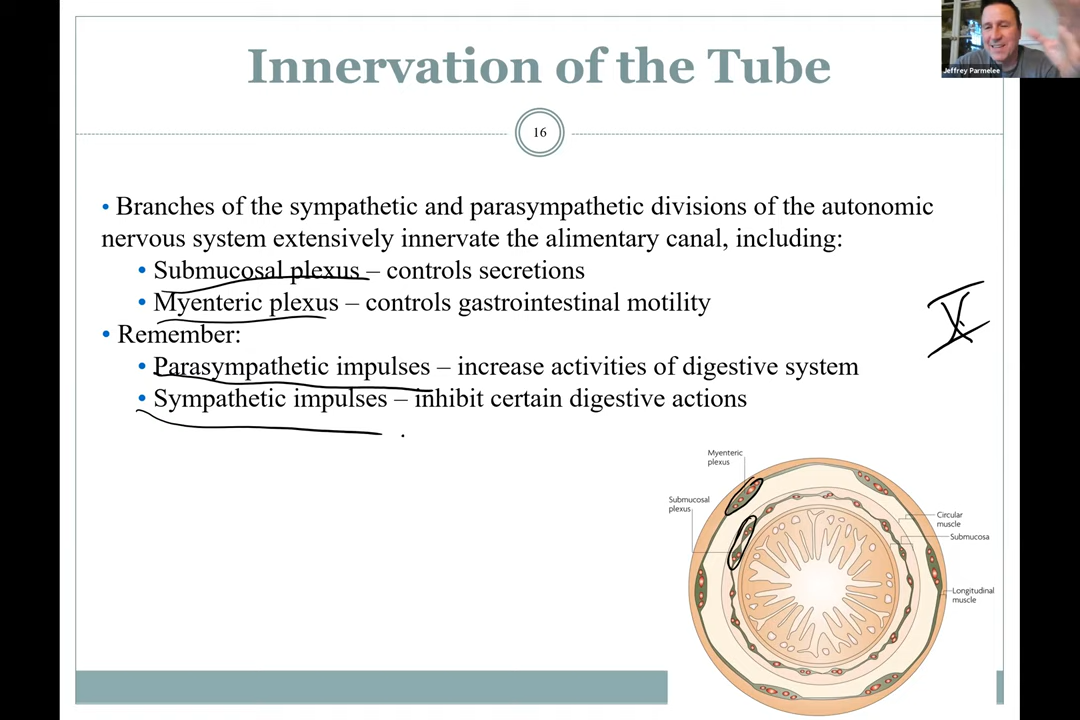 Innervation of the Tube
Jeffrey Parmelee
16
• Branches of the sympathetic and parasympathetic divisions of the autonomic
nervous system extensively innervate the alimentary canal, including:
• Submucosal plexus – controls secretions
• Myenteric plexus – controls gastrointestinal motility
X
• Remember:
• Parasympathetic impulses – increase activities of digestive system
• Sympathetic impulses – inhibit certain digestive actions
Myenteric
plexus
Submucosal
plexus
Circular
muscle
Submucosa
Longitudinal
muscle